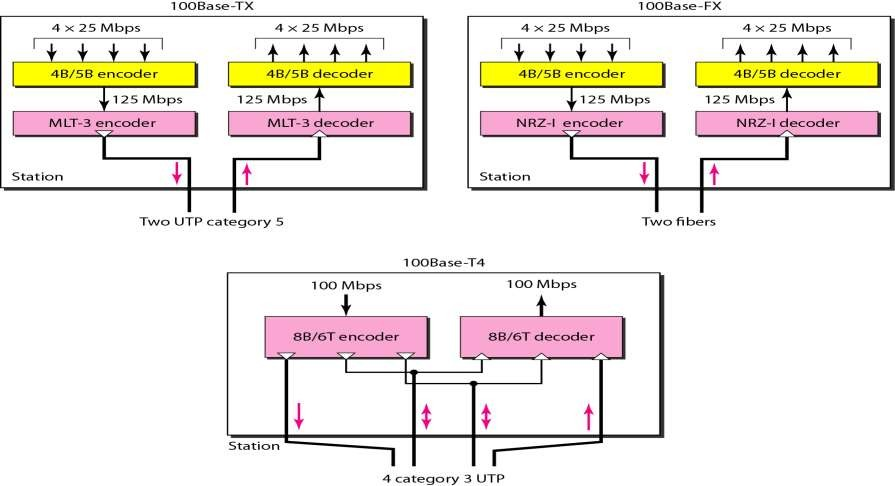 100Base-TX
4 × 25 Mbps
4 × 25 Mbps
4B/5B encoder
4B/5B decoder
125 Mbps
125 Mbps
MLT-3 encoder
MLT-3 decoder
Station
Two UTP category 5
100Base-FX
4 × 25 Mbps
4 × 25 Mbps
4B/5B encoder
4B/5B decoder
125 Mbps
125 Mbps
NRZ-I encoder
NRZ-I decoder
Station
Two fibers
100Base-T4
100 Mbps
100 Mbps
8B/6T encoder
8B/6T decoder
Station
4 category 3 UTP